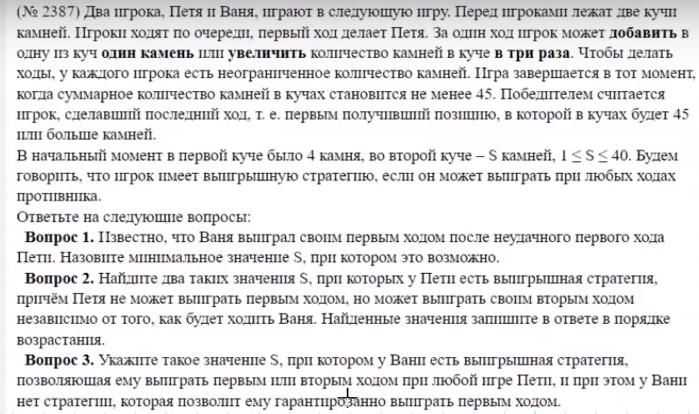 (№ 2387) Два игрока, Петя и Ваня, играют в следующую игру. Перед игроками лежат две кучи
камней. Игроки ходят по очереди, первый ход делает Петя. За один ход игрок может добавить в
одну из куч один камень или увеличить количество камней в куче в три раза. Чтобы делать
ходы, у каждого игрока есть неограниченное количество камней. Игра завершается в тот момент,
когда суммарное количество камней в кучах становится не менее 45. Победителем считается
игрок, сделавший последний ход, т. е. первым получивший позицию, в которой в кучах будет 45
или больше камней.
В начальный момент в первой куче было 4 камня, во второй куче – S камней, 1 ≤ S ≤ 40. Будем
говорить, что игрок имеет выигрышную стратегию, если он может выиграть при любых ходах
противника.
Ответьте на следующие вопросы:
Вопрос 1. Известно, что Ваня выиграл своим первым ходом после неудачного первого хода
Пети. Назовите минимальное значение S, при котором это возможно.
Вопрос 2. Найдите два таких значения S, при которых у Пети есть выигрышная стратегия,
причём Петя не может выиграть первым ходом, но может выиграть своим вторым ходом
независимо от того, как будет ходить Ваня. Найденные значения запишите в ответе в порядке
возрастания.
Вопрос 3. Укажите такое значение S, при котором у Вани есть выигрышная стратегия,
позволяющая ему выиграть первым или вторым ходом при любой игре Пети, и при этом у Вани
нет стратегии, которая позволит ему гарантированно выиграть первым ходом.